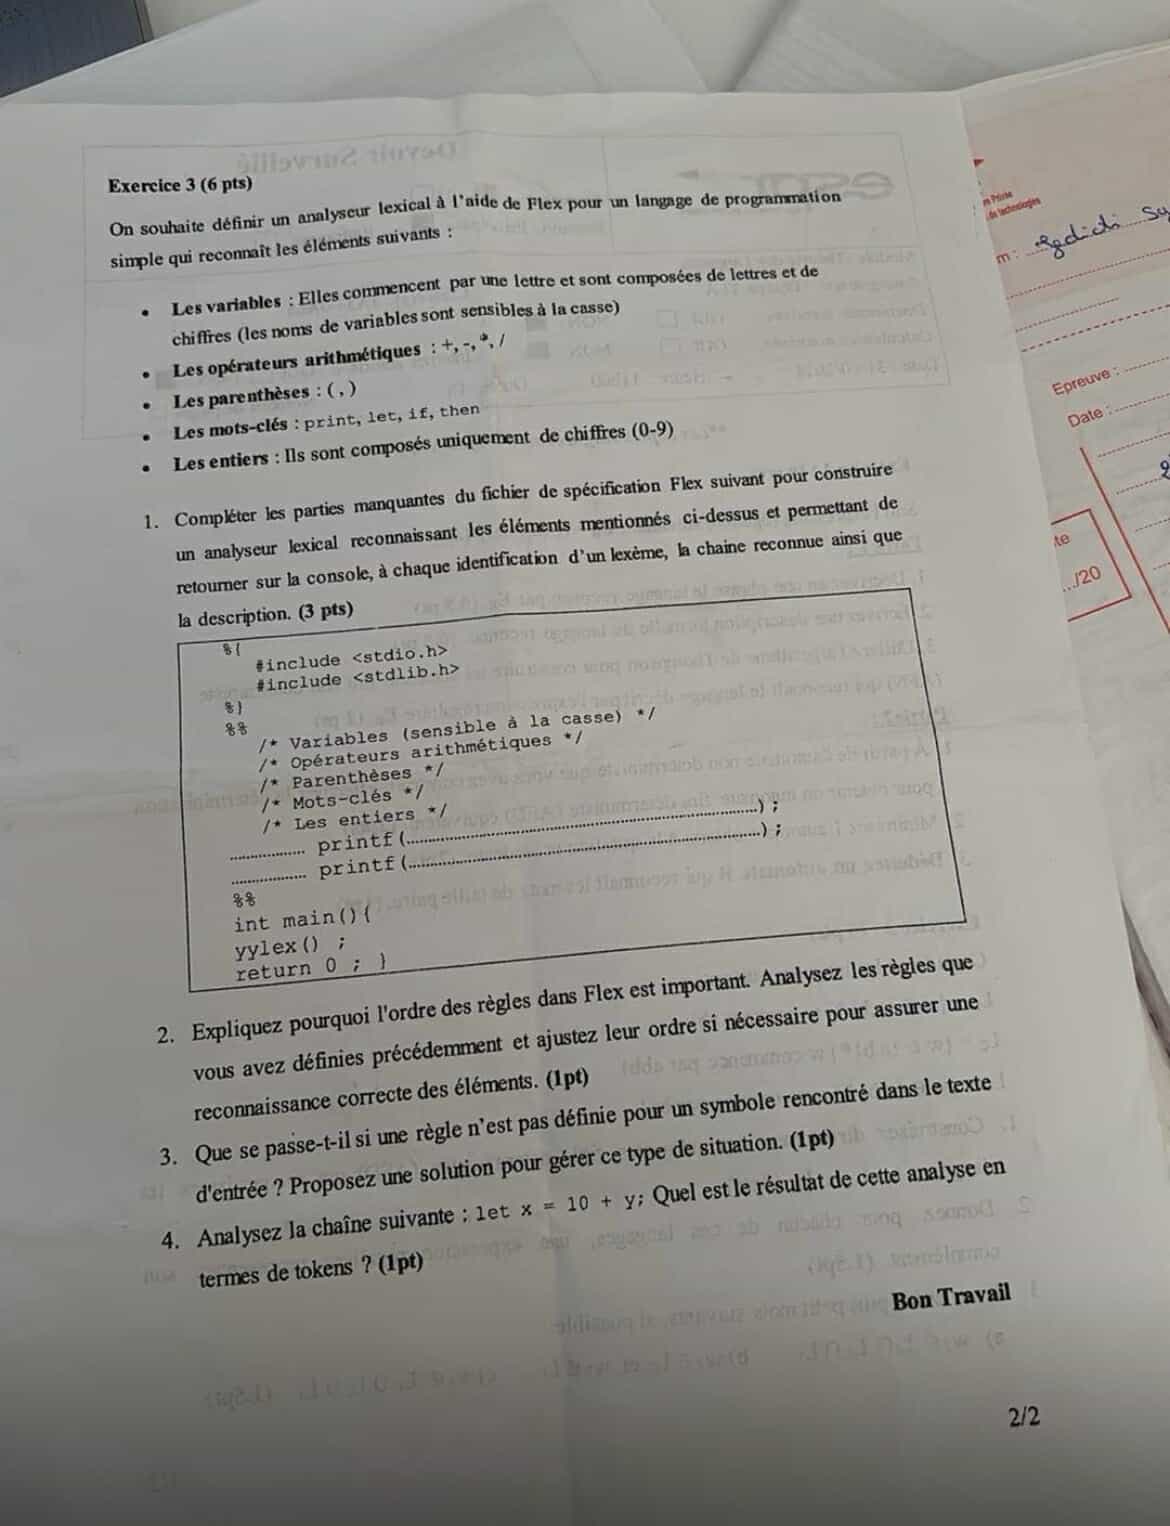 Exercice 3 (6 pts)
On souhaite définir un analyseur lexical à l'aide de Flex pour un langage de programmation
simple qui reconnaît les éléments suivants :
• Les variables : Elles commencent par une lettre et sont composées de lettres et de
chiffres (les noms de variables sont sensibles à la casse)
• Les opérateurs arithmétiques : +, -, *, /
• Les parenthèses : ( , )
• Les mots-clés : print, let, if, then
• Les entiers : Ils sont composés uniquement de chiffres (0-9)
1. Compléter les parties manquantes du fichier de spécification Flex suivant pour construire
un analyseur lexical reconnaissant les éléments mentionnés ci-dessus et permettant de
retourner sur la console, à chaque identification d'un lexème, la chaine reconnue ainsi que
la description. (3 pts)
%{
#include <stdio.h>
#include <stdlib.h>
%}
%%
/* Variables (sensible à la casse) */
/* Opérateurs arithmétiques */
/* Parenthèses */
/* Mots-clés */
/* Les entiers */
.................. printf(....................................................................................) ;
.................. printf(....................................................................................) ;
%%
int main(){
yylex() ;
return 0 ; }
2. Expliquez pourquoi l'ordre des règles dans Flex est important. Analysez les règles que
vous avez définies précédemment et ajustez leur ordre si nécessaire pour assurer une
reconnaissance correcte des éléments. (1pt)
3. Que se passe-t-il si une règle n'est pas définie pour un symbole rencontré dans le texte
d'entrée ? Proposez une solution pour gérer ce type de situation. (1pt)
4. Analysez la chaîne suivante : let x = 10 + y; Quel est le résultat de cette analyse en
termes de tokens ? (1pt)
Bon Travail
2/2
de technologies
m :
Epreuve :
Date :
.../20